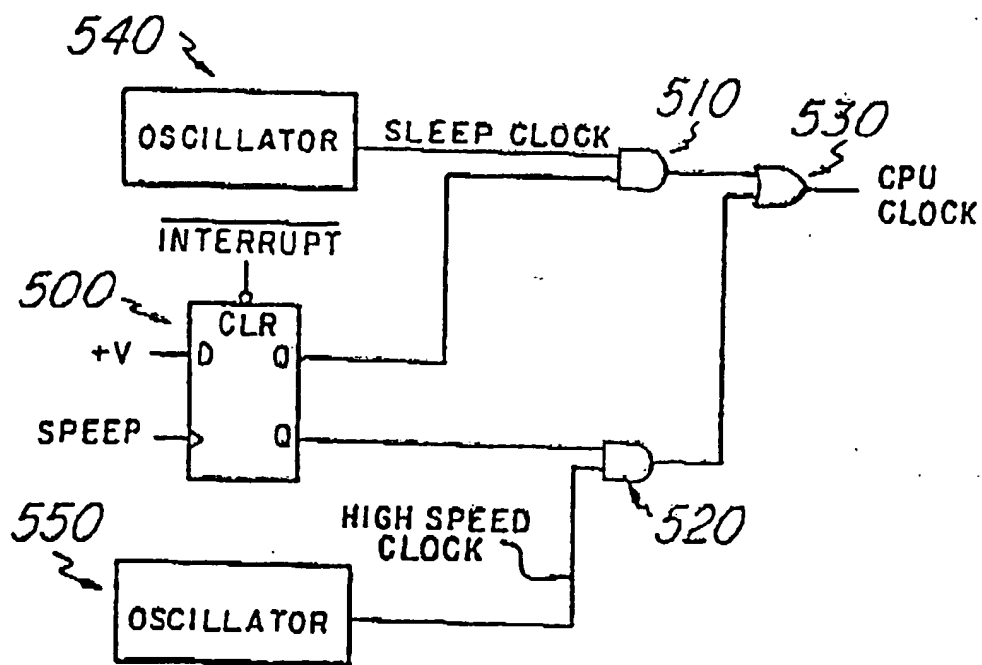 540
OSCILLATOR
SLEEP CLOCK
510
530
CPU
CLOCK
INTERRUPT
500
CLR
+V
D
Q
SPEEP
Q
550
HIGH SPEED
CLOCK
520
OSCILLATOR